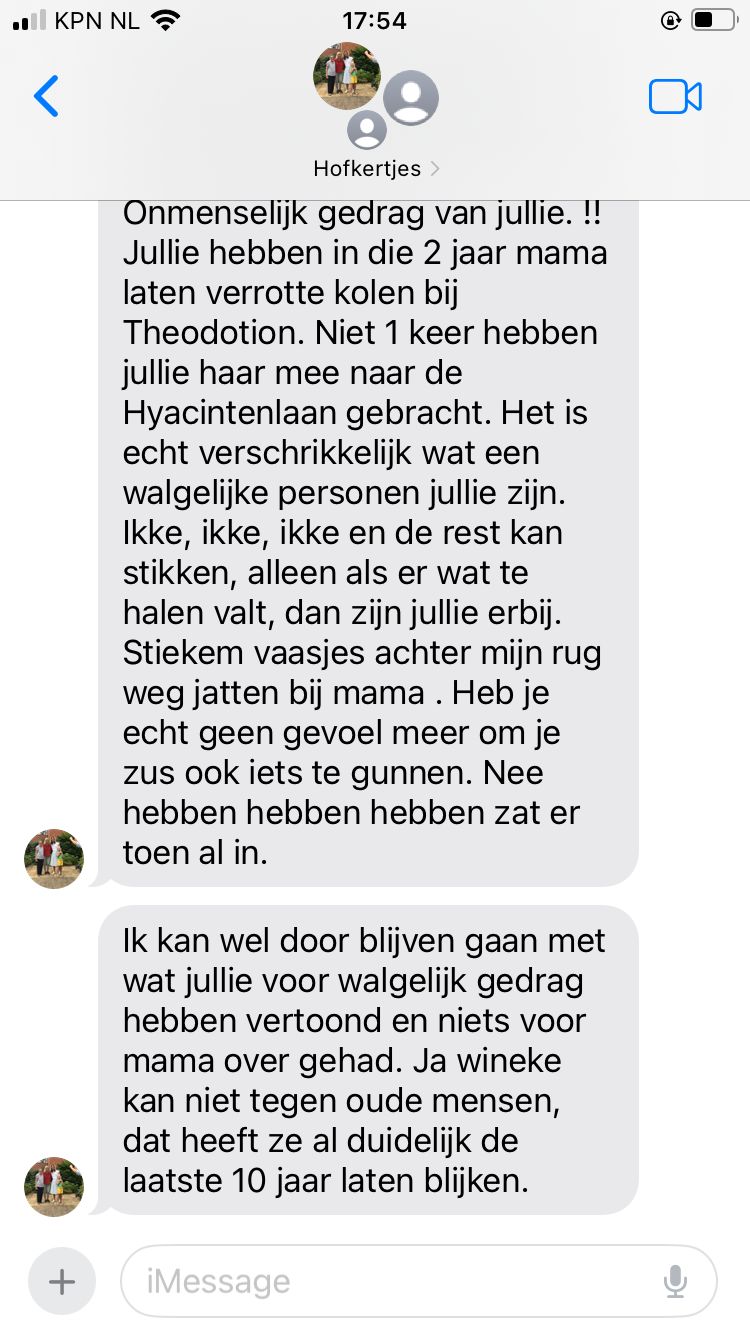 KPN NL
17:54
Hofkertjes
Onmenselijk gedrag van jullie. !!
Jullie hebben in die 2 jaar mama
laten verrotte kolen bij
Theodotion. Niet 1 keer hebben
jullie haar mee naar de
Hyacintenlaan gebracht. Het is
echt verschrikkelijk wat een
walgelijke personen jullie zijn.
Ikke, ikke, ikke en de rest kan
stikken, alleen als er wat te
halen valt, dan zijn jullie erbij.
Stiekem vaasjes achter mijn rug
weg jatten bij mama . Heb je
echt geen gevoel meer om je
zus ook iets te gunnen. Nee
hebben hebben hebben zat er
toen al in.
Ik kan wel door blijven gaan met
wat jullie voor walgelijk gedrag
hebben vertoond en niets voor
mama over gehad. Ja wineke
kan niet tegen oude mensen,
dat heeft ze al duidelijk de
laatste 10 jaar laten blijken.
iMessage